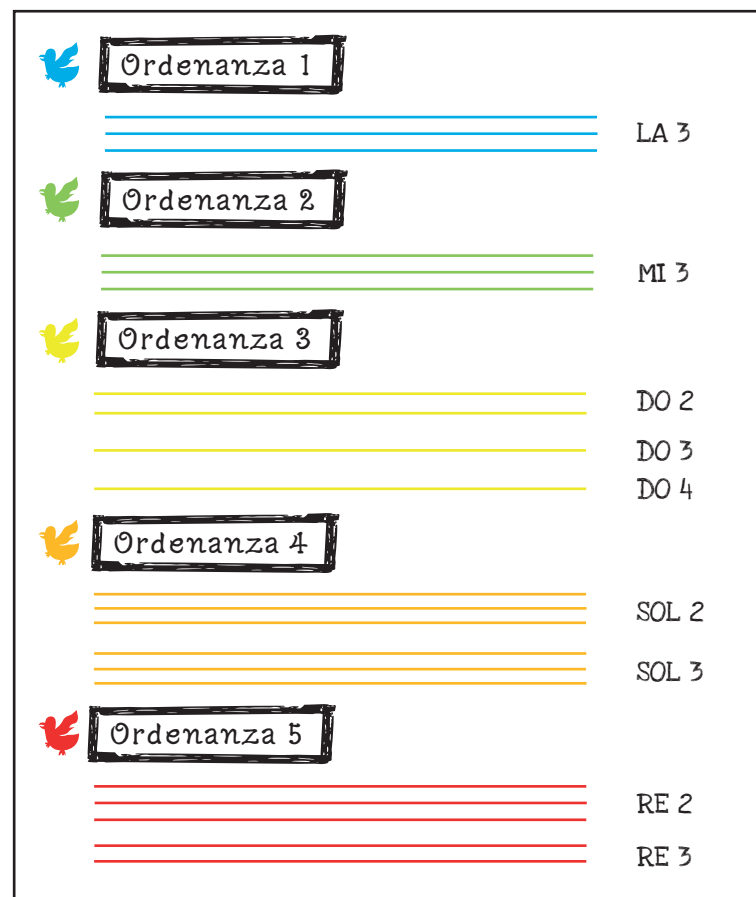 Ordenanza 1
LA 3
Ordenanza 2
MI 3
Ordenanza 3
DO 2
DO 3
DO 4
Ordenanza 4
SOL 2
SOL 3
Ordenanza 5
RE 2
RE 3